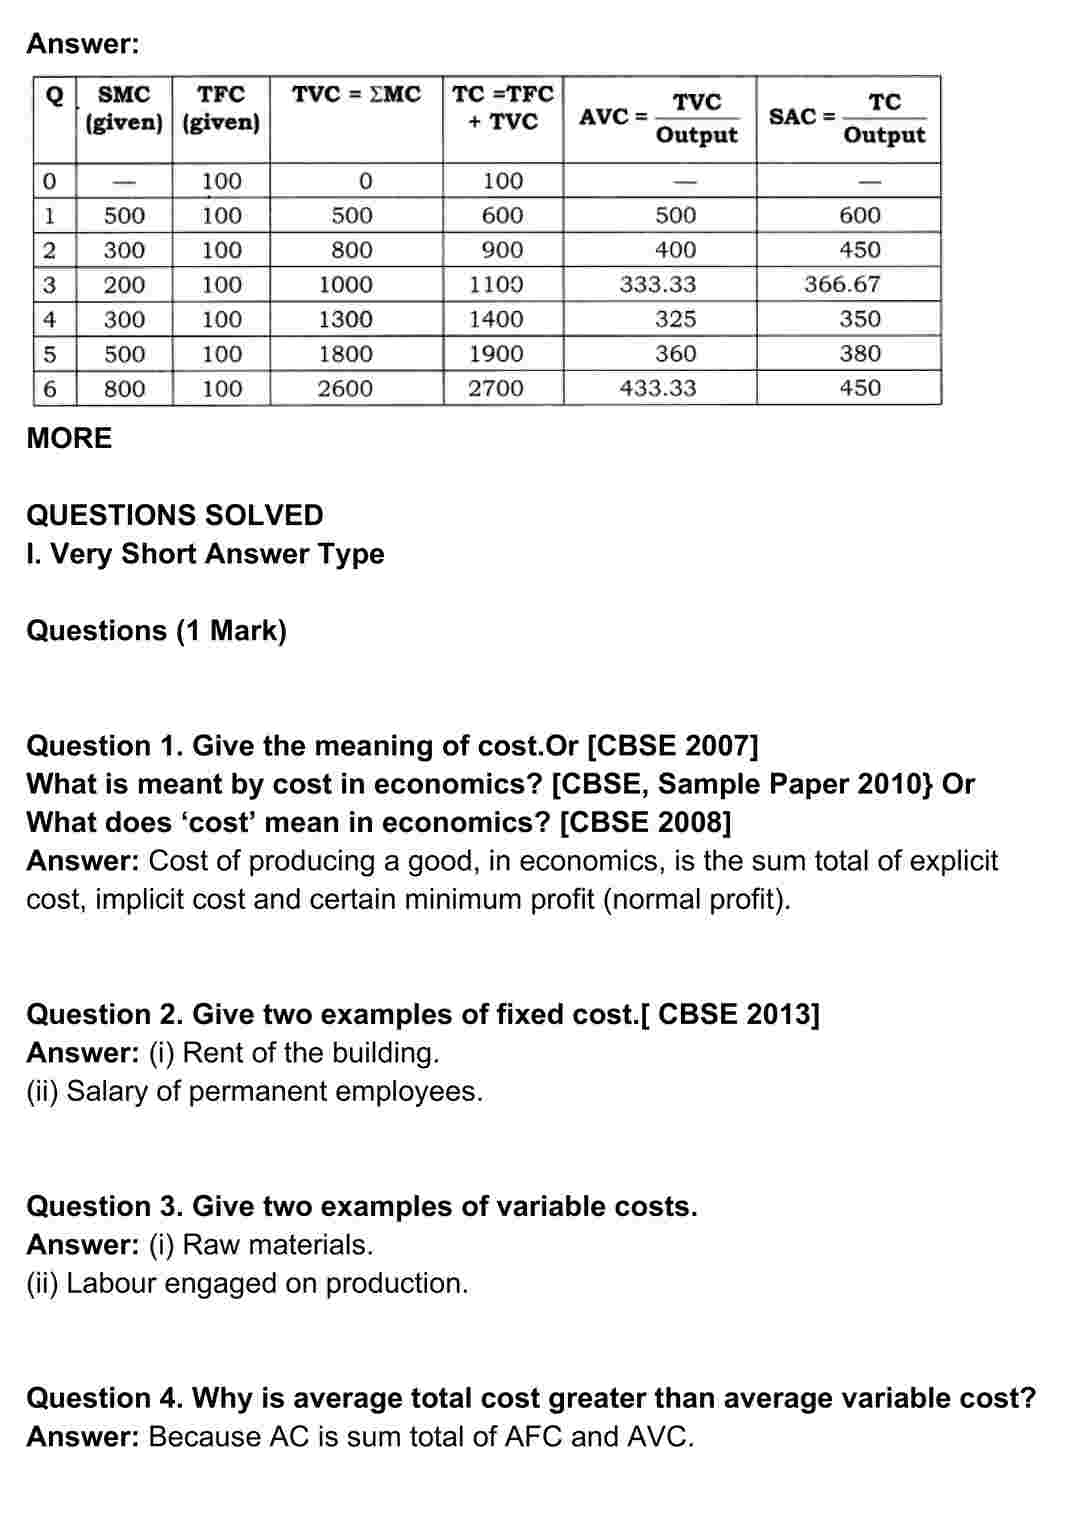 Answer:
Q SMC (given) TFC (given) TVC = ΣMC TC =TFC + TVC AVC = TVC / Output SAC = TC / Output
0 — 100 0 100 — —
1 500 100 500 600 500 600
2 300 100 800 900 400 450
3 200 100 1000 1100 333.33 366.67
4 300 100 1300 1400 325 350
5 500 100 1800 1900 360 380
6 800 100 2600 2700 433.33 450
MORE
QUESTIONS SOLVED
I. Very Short Answer Type
Questions (1 Mark)
Question 1. Give the meaning of cost.Or [CBSE 2007]
What is meant by cost in economics? [CBSE, Sample Paper 2010} Or
What does ‘cost’ mean in economics? [CBSE 2008]
Answer: Cost of producing a good, in economics, is the sum total of explicit
cost, implicit cost and certain minimum profit (normal profit).
Question 2. Give two examples of fixed cost.[ CBSE 2013]
Answer: (i) Rent of the building.
(ii) Salary of permanent employees.
Question 3. Give two examples of variable costs.
Answer: (i) Raw materials.
(ii) Labour engaged on production.
Question 4. Why is average total cost greater than average variable cost?
Answer: Because AC is sum total of AFC and AVC.